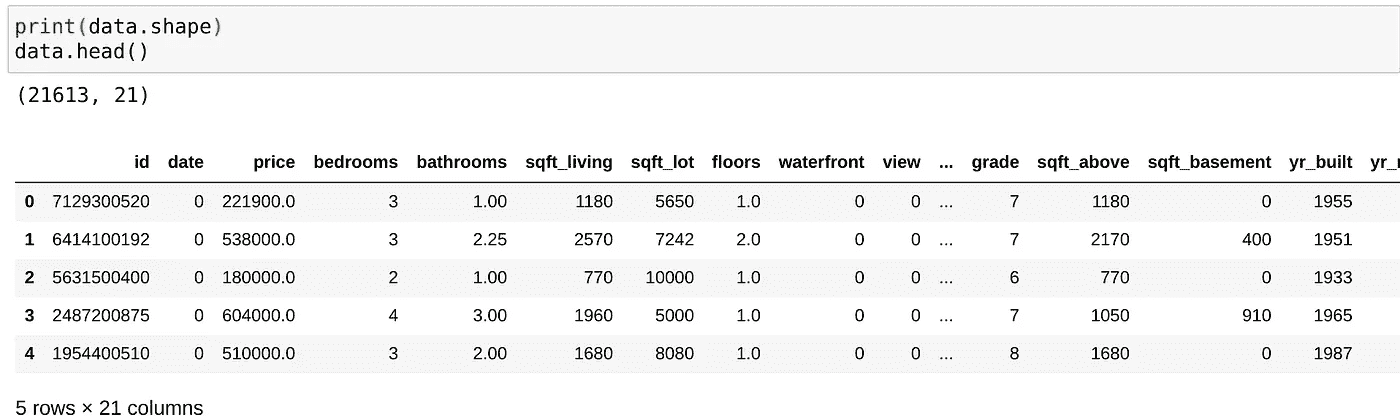 print(data.shape)
data.head()
(21613, 21)
id date price bedrooms bathrooms sqft_living sqft_lot floors waterfront view ... grade sqft_above sqft_basement yr_built
0 7129300520 0 221900.0 3 1.00 1180 5650 1.0 0 0 ... 7 1180 0 1955
1 6414100192 0 538000.0 3 2.25 2570 7242 2.0 0 0 ... 7 2170 400 1951
2 5631500400 0 180000.0 2 1.00 770 10000 1.0 0 0 ... 6 770 0 1933
3 2487200875 0 604000.0 4 3.00 1960 5000 1.0 0 0 ... 7 1050 910 1965
4 1954400510 0 510000.0 3 2.00 1680 8080 1.0 0 0 ... 8 1680 0 1987
5 rows × 21 columns